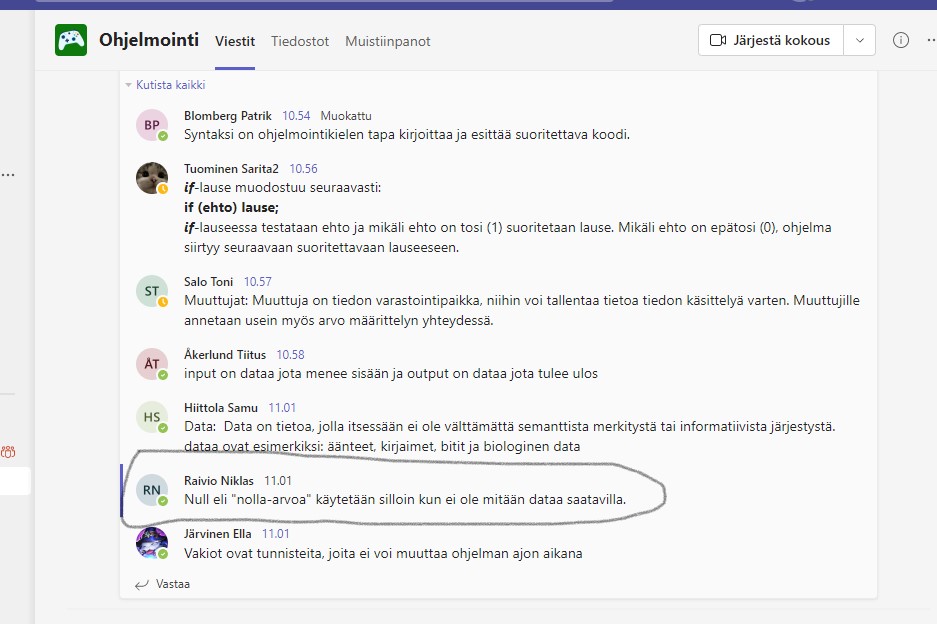 Ohjelmointi
Viestit
Tiedostot
Muistiinpanot
Järjestä kokous
Kutista kaikki
BP
Blomberg Patrik 10.54 Muokattu
Syntaksi on ohjelmointikielen tapa kirjoittaa ja esittää suoritettava koodi.
Tuominen Sarita2 10.56
if-lause muodostuu seuraavasti:
if (ehto) lause;
if-lauseessa testataan ehto ja mikäli ehto on tosi (1) suoritetaan lause. Mikäli ehto on epätosi (0), ohjelma
siirtyy seuraavaan suoritettavaan lauseeseen.
ST
Salo Toni 10.57
Muuttujat: Muuttuja on tiedon varastointipaikka, niihin voi tallentaa tietoa tiedon käsittelyä varten. Muuttujille
annetaan usein myös arvo määrittelyn yhteydessä.
ÅT
Åkerlund Tiitus 10.58
input on dataa jota menee sisään ja output on dataa jota tulee ulos
HS
Hiittola Samu 11.01
Data: Data on tietoa, jolla itsessään ei ole välttämättä semanttista merkitystä tai informatiivista järjestystä.
dataa ovat esimerkiksi: äänteet, kirjaimet, bitit ja biologinen data
RN
Raivio Niklas 11.01
Null eli "nolla-arvoa" käytetään silloin kun ei ole mitään dataa saatavilla.
Järvinen Ella 11.01
Vakiot ovat tunnisteita, joita ei voi muuttaa ohjelman ajon aikana
Vastaa